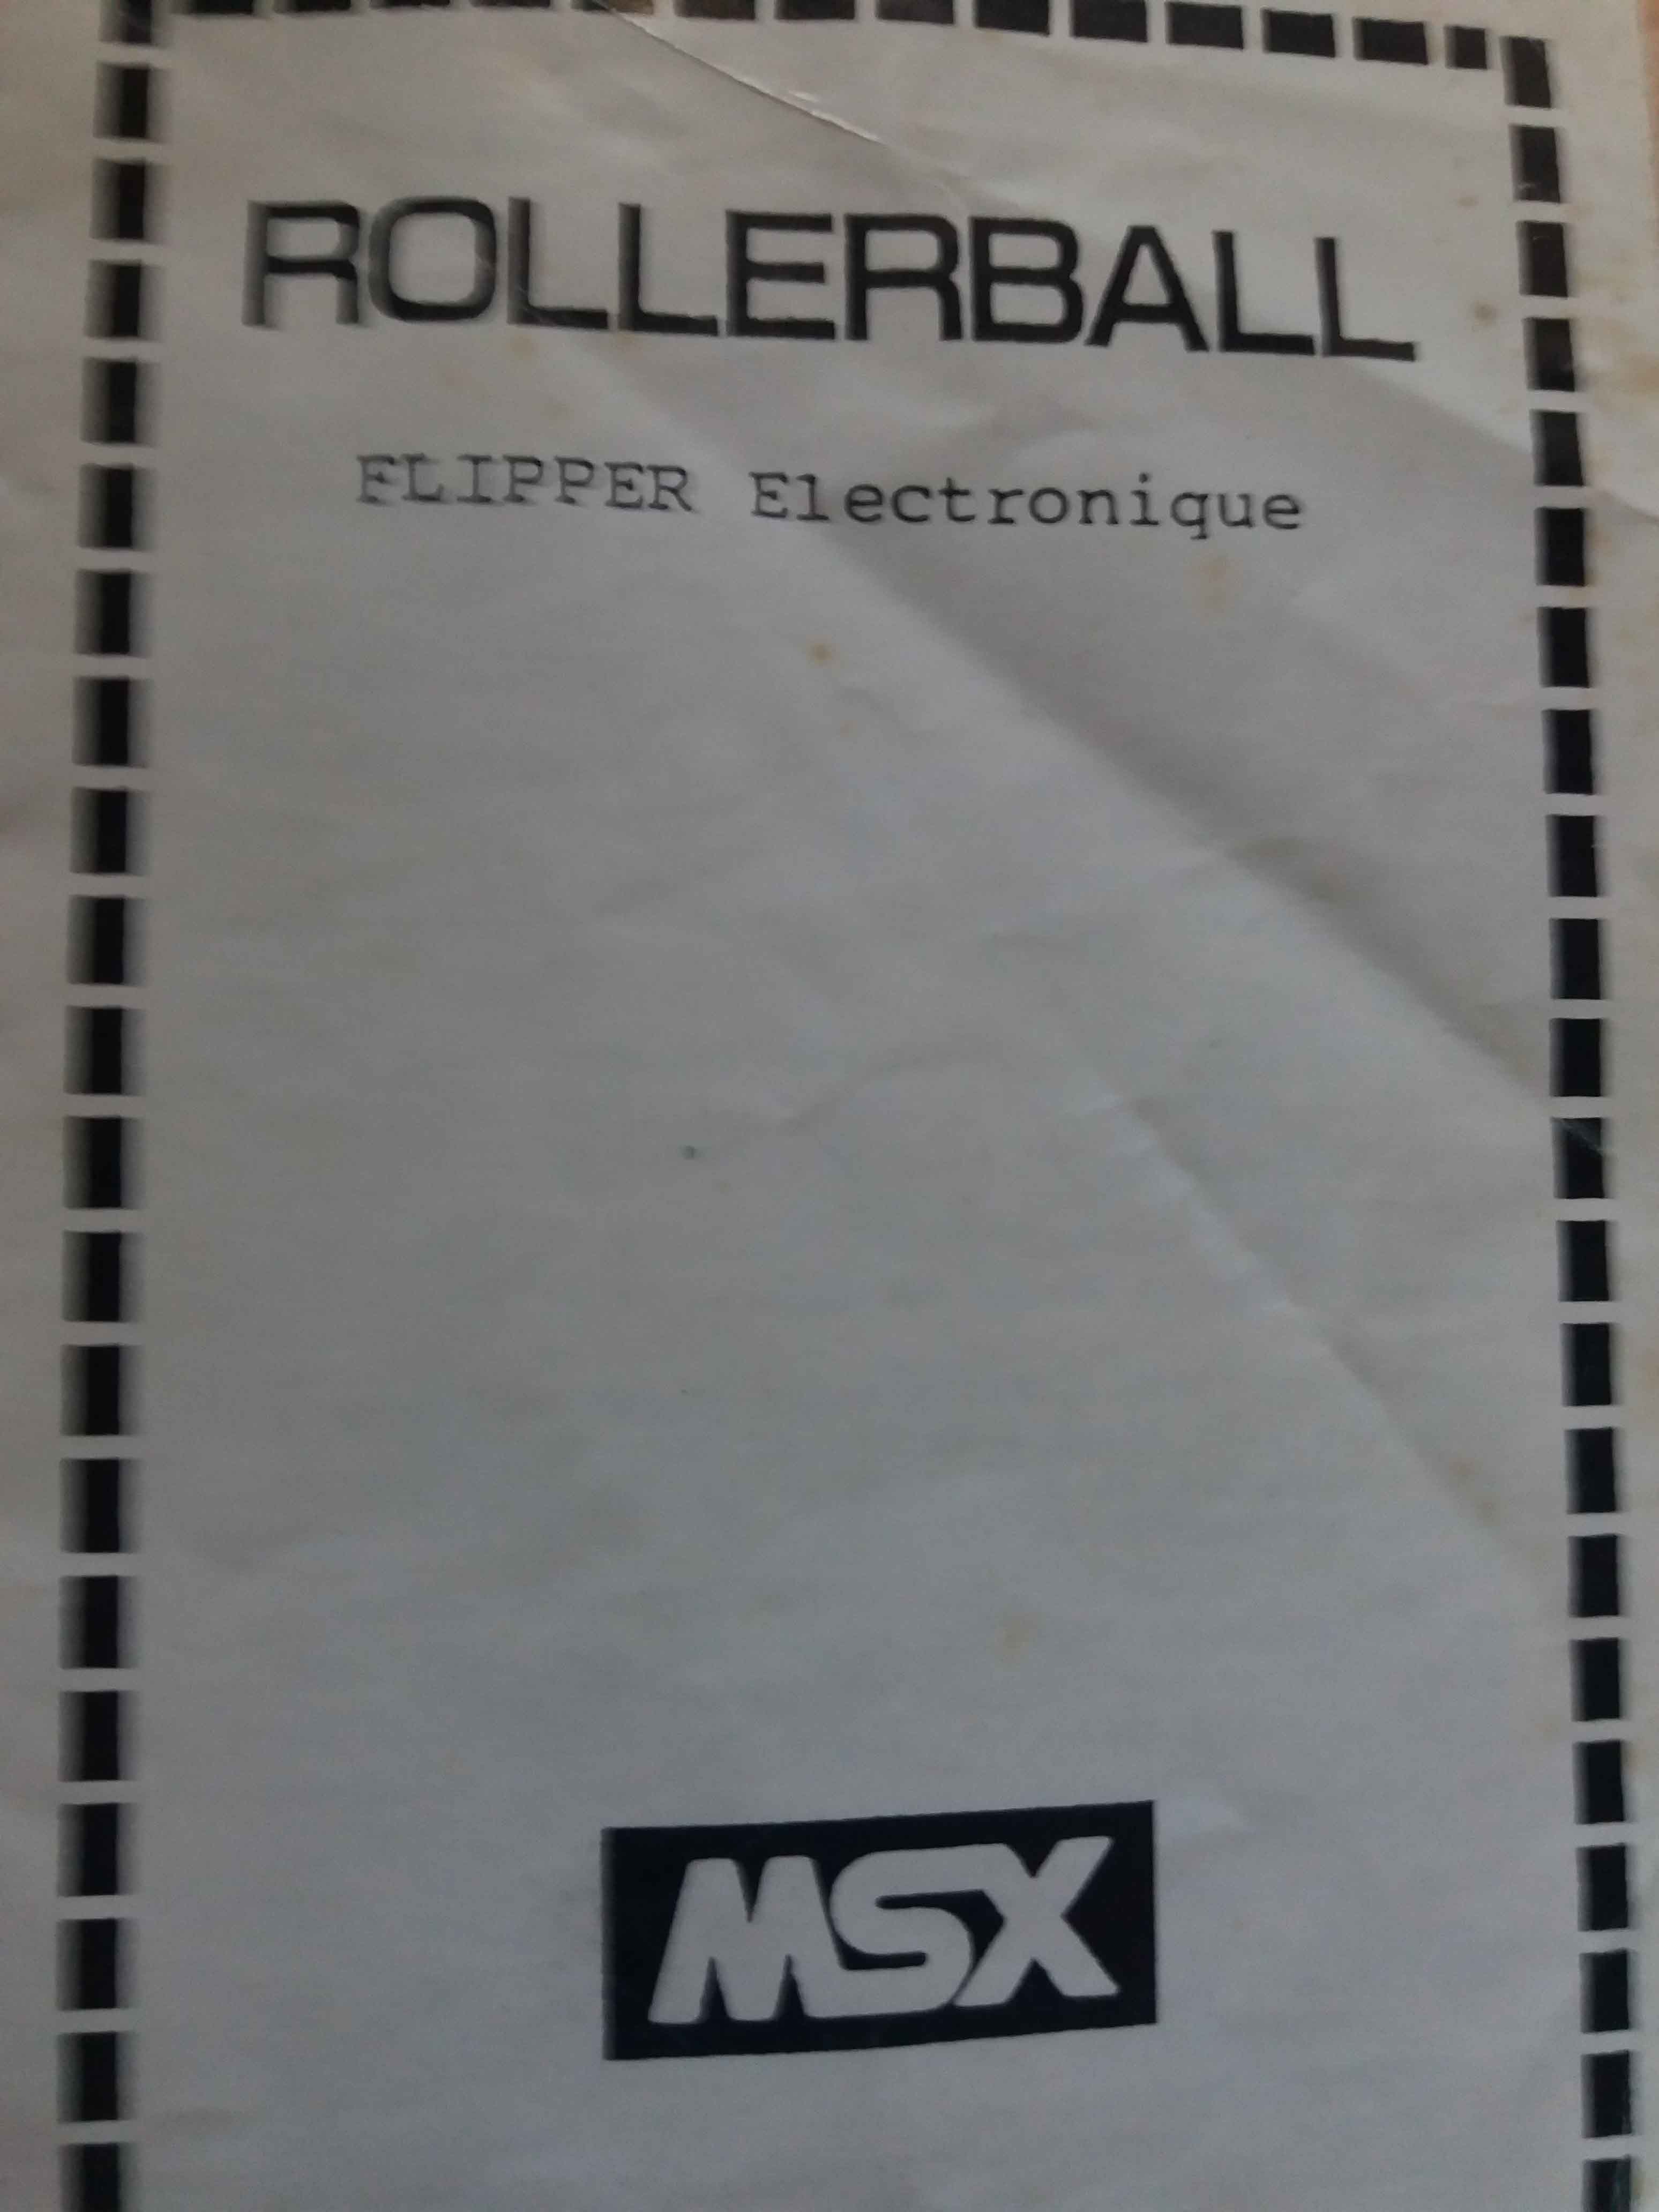 ROLLERBALL
FLIPPER Electronique
MSX